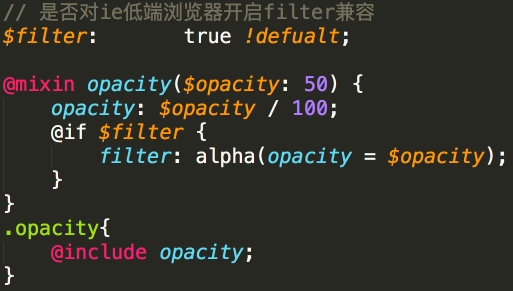 // 是否对ie低端浏览器开启filter兼容
$filter:        true !defualt;
@mixin opacity($opacity: 50) {
    opacity: $opacity / 100;
    @if $filter {
        filter: alpha(opacity = $opacity);
    }
}
.opacity{
    @include opacity;
}